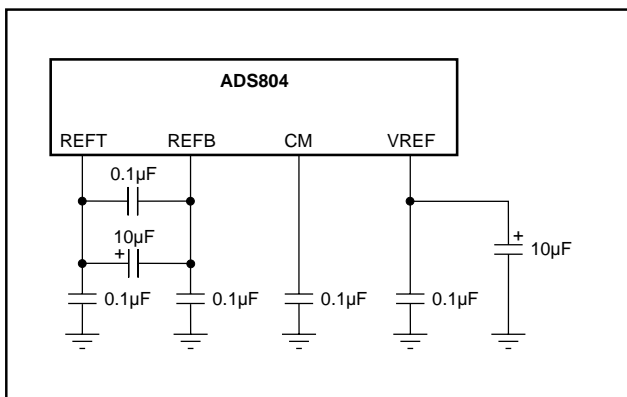 ADS804
REFT REFB CM VREF
0.1µF
10µF
+
+
10µF
0.1µF 0.1µF 0.1µF 0.1µF